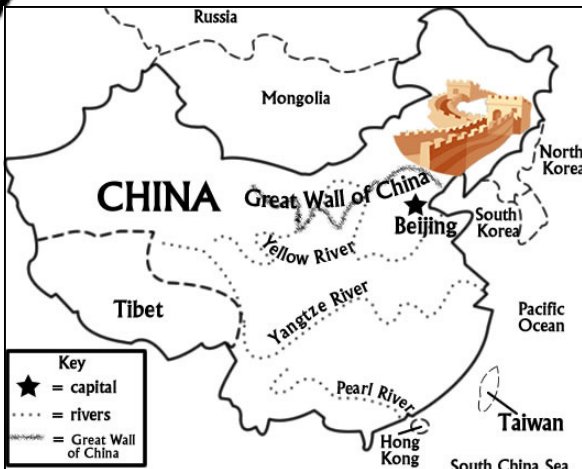 Russia
Mongolia
North
Korea
CHINA
Great Wall of China
Beijing
South
Korea
Yellow River
Tibet
Yangtze River
Pacific
Ocean
Key
= capital
= rivers
= Great Wall
of China
Pearl River
Taiwan
Hong
Kong
South China Sea